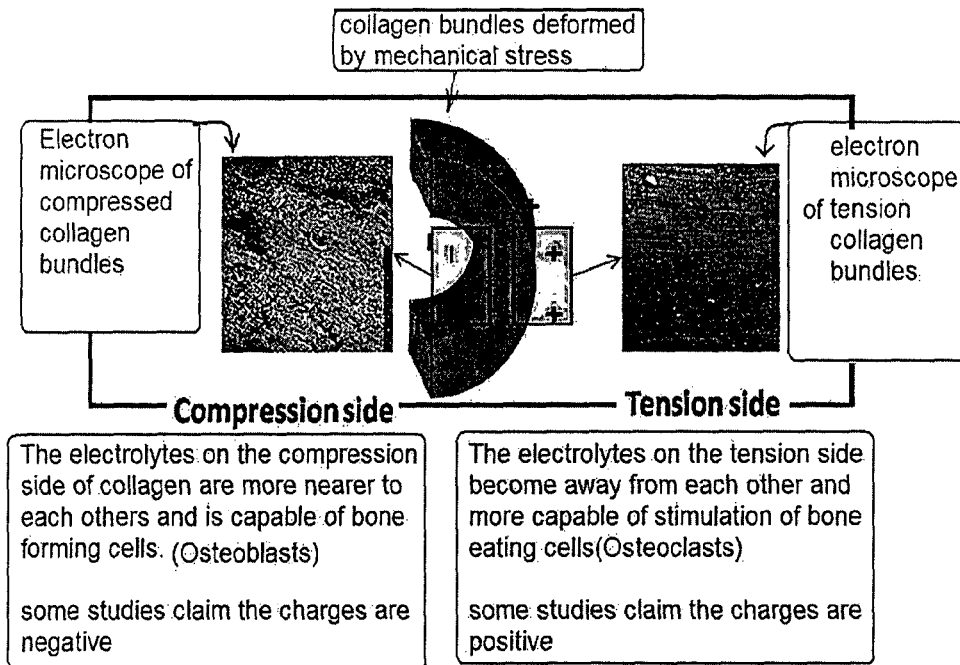 collagen bundles deformed
by mechanical stress
Electron
microscope of
compressed
collagen
bundles
electron
microscope
of tension
collagen
bundles
Compression side
Tension side
The electrolytes on the compression
side of collagen are more nearer to
each others and is capable of bone
forming cells. (Osteoblasts)
some studies claim the charges are
negative
The electrolytes on the tension side
become away from each other and
more capable of stimulation of bone
eating cells(Osteoclasts)
some studies claim the charges are
positive